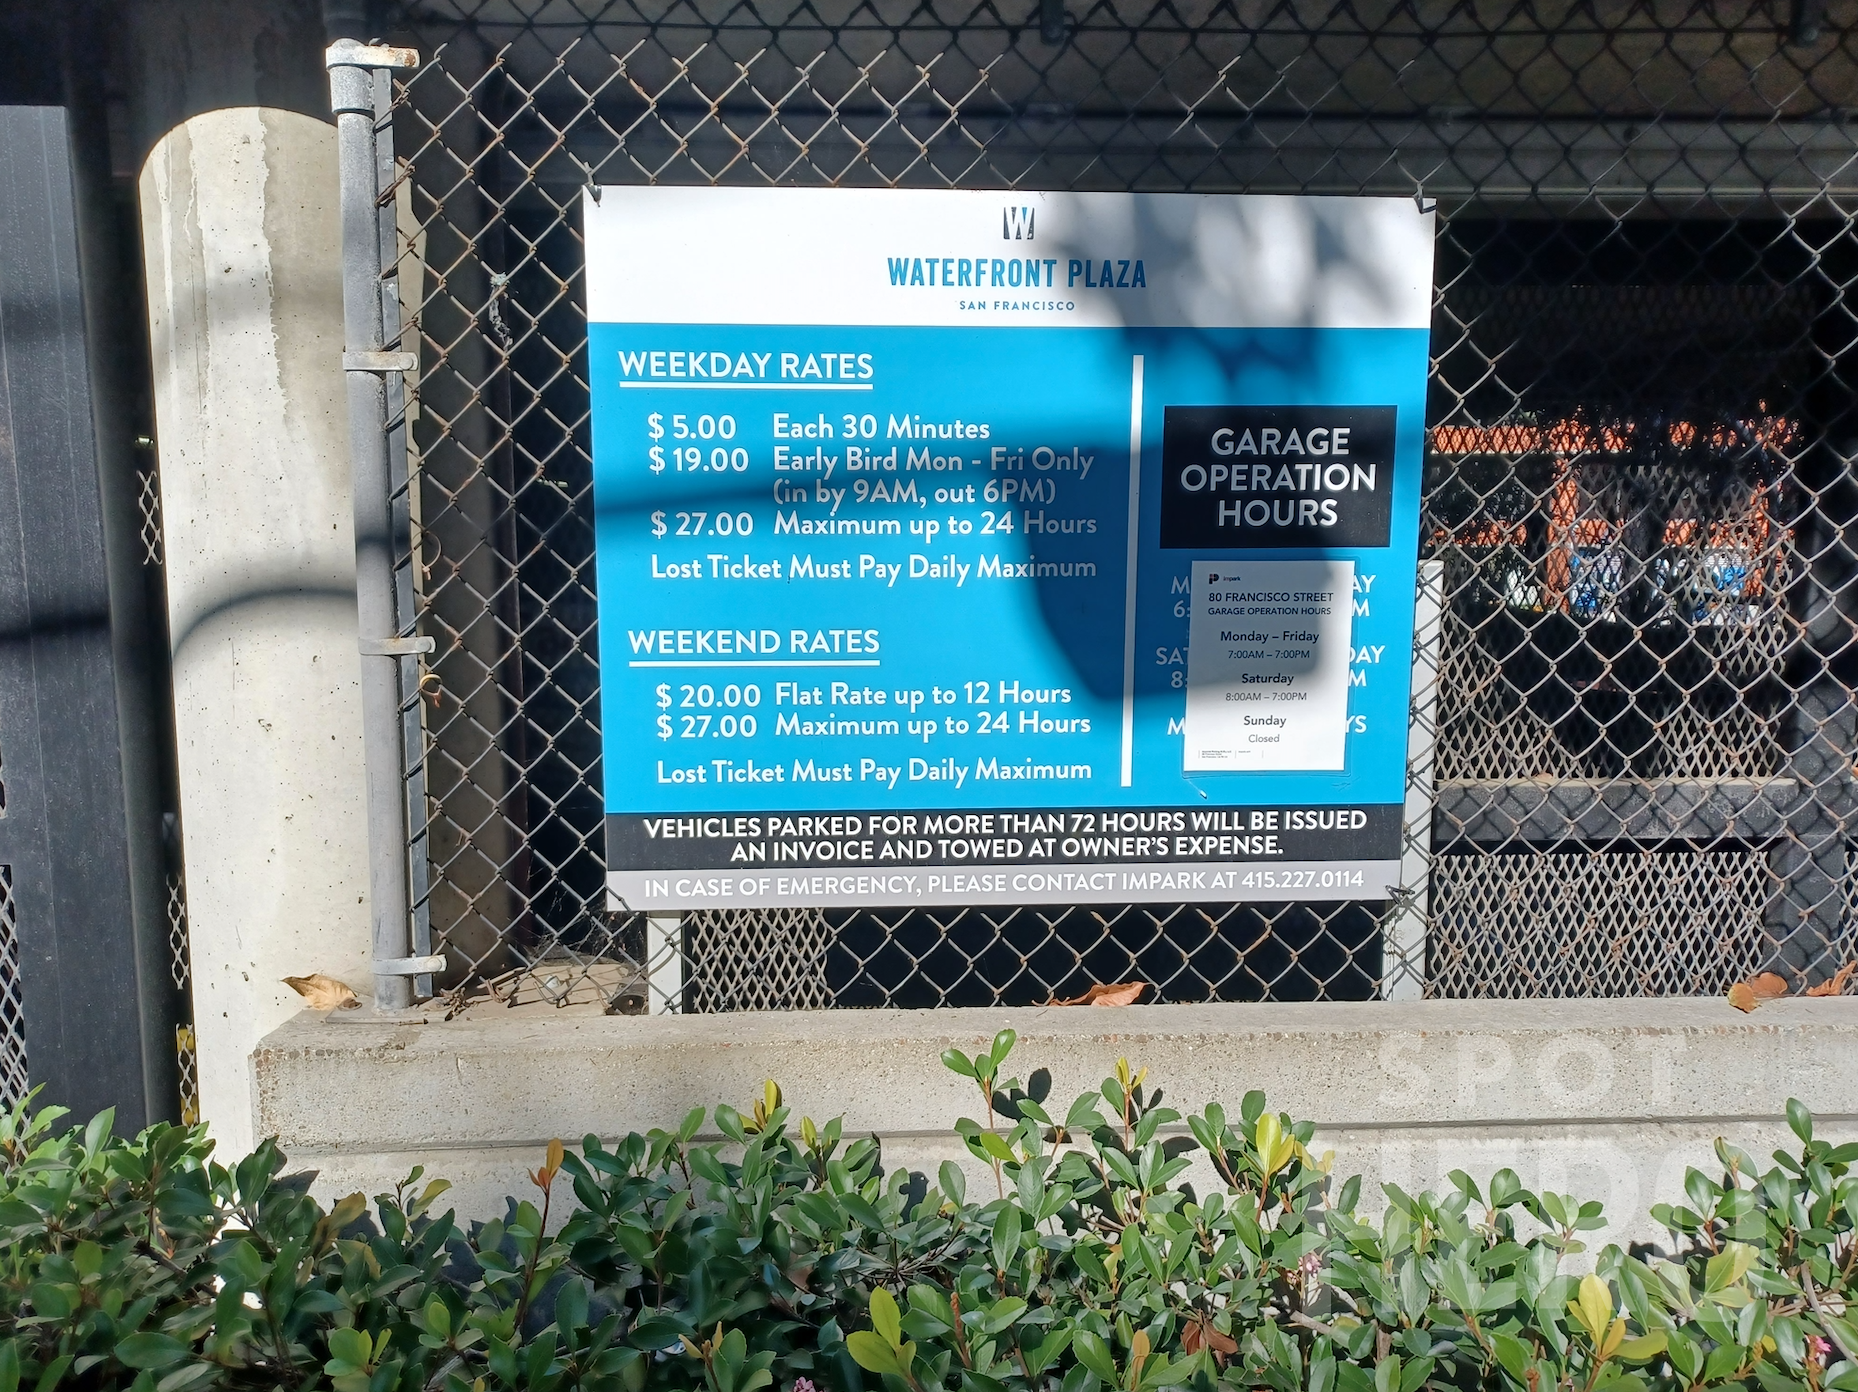 W
WATERFRONT PLAZA
SAN FRANCISCO
WEEKDAY RATES
$ 5.00 Each 30 Minutes
$ 19.00 Early Bird Mon - Fri Only
(in by 9AM, out 6PM)
$ 27.00 Maximum up to 24 Hours
Lost Ticket Must Pay Daily Maximum
WEEKEND RATES
$ 20.00 Flat Rate up to 12 Hours
$ 27.00 Maximum up to 24 Hours
Lost Ticket Must Pay Daily Maximum
GARAGE
OPERATION
HOURS
impark
80 FRANCISCO STREET
GARAGE OPERATION HOURS
Monday – Friday
7:00AM – 7:00PM
Saturday
8:00AM – 7:00PM
Sunday
Closed
VEHICLES PARKED FOR MORE THAN 72 HOURS WILL BE ISSUED
AN INVOICE AND TOWED AT OWNER'S EXPENSE.
IN CASE OF EMERGENCY, PLEASE CONTACT IMPARK AT 415.227.0114
SPOT
HERO